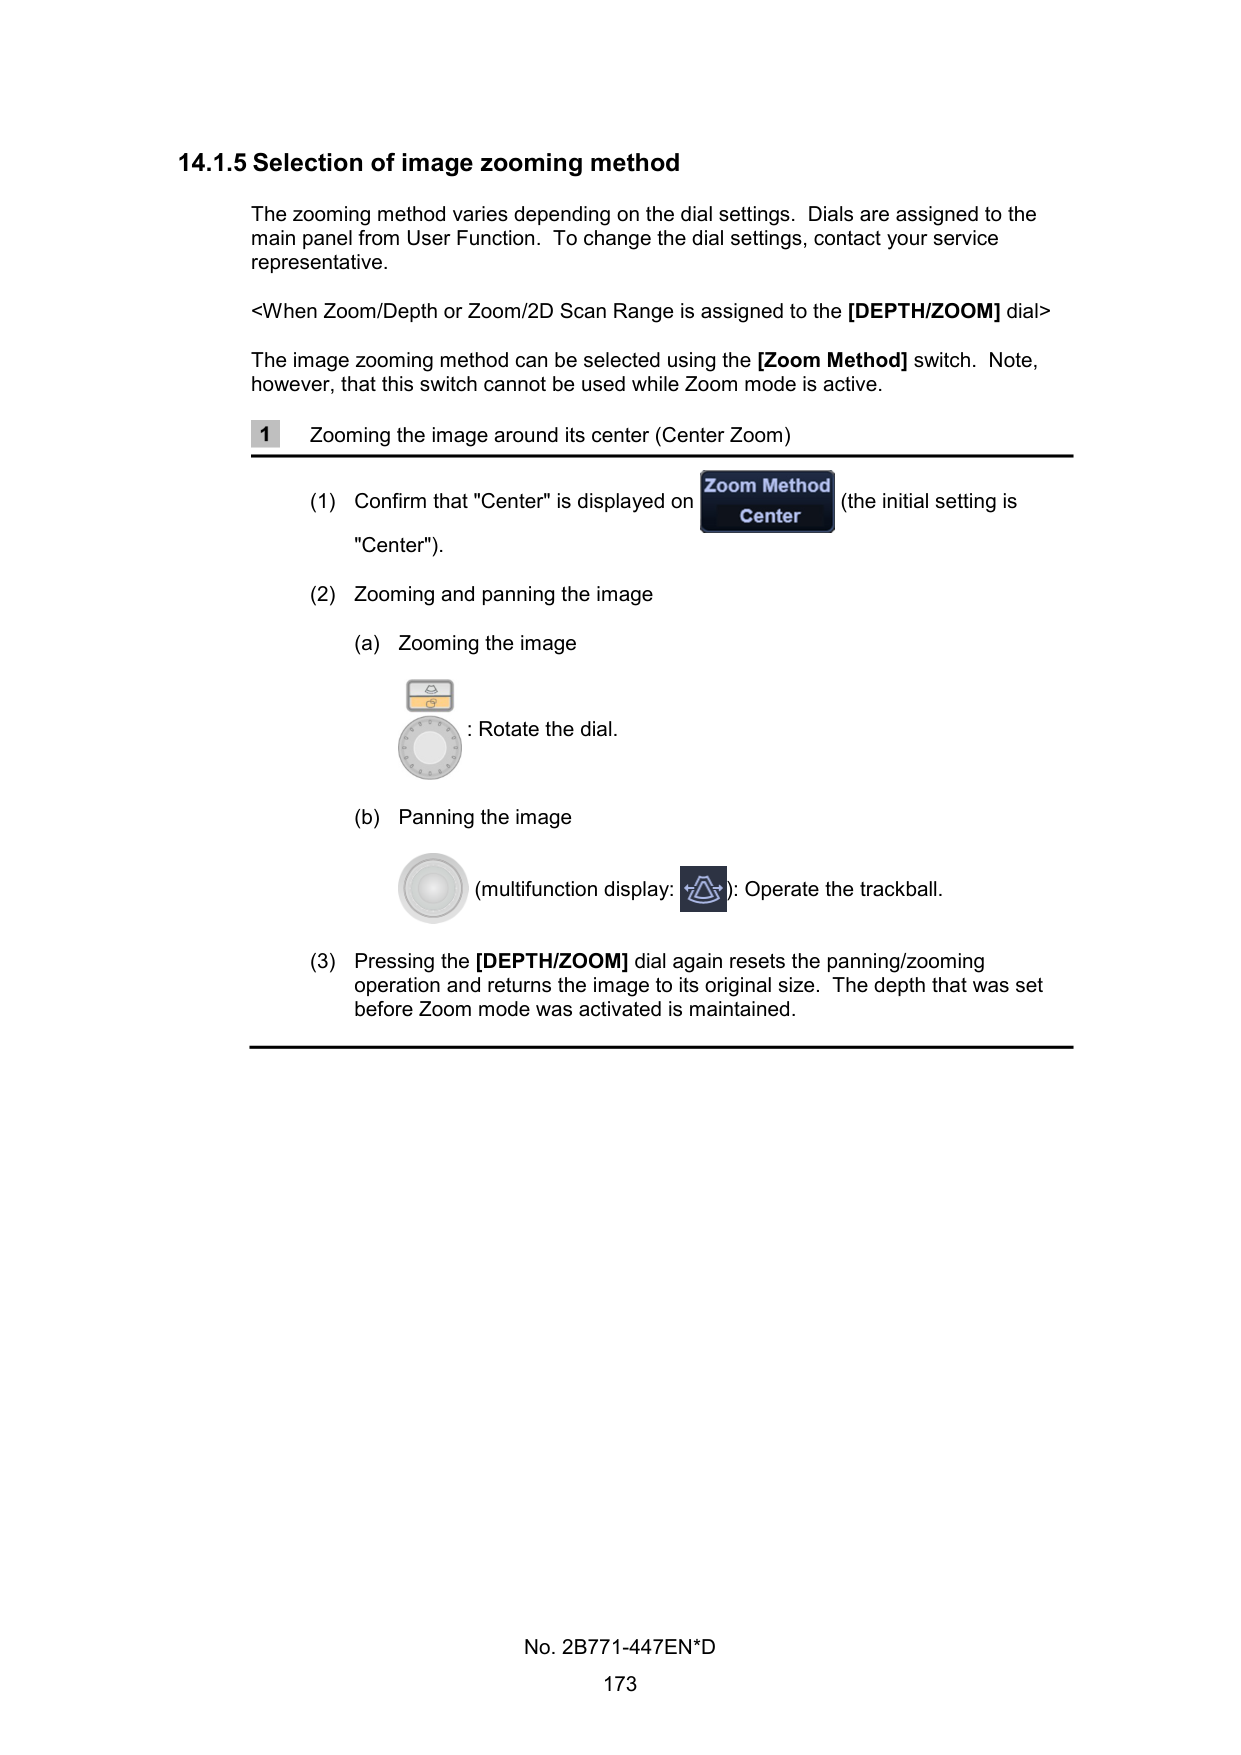 14.1.5 Selection of image zooming method
The zooming method varies depending on the dial settings.  Dials are assigned to the
main panel from User Function.  To change the dial settings, contact your service
representative.
<When Zoom/Depth or Zoom/2D Scan Range is assigned to the [DEPTH/ZOOM] dial>
The image zooming method can be selected using the [Zoom Method] switch.  Note,
however, that this switch cannot be used while Zoom mode is active.
1 Zooming the image around its center (Center Zoom)
(1) Confirm that "Center" is displayed on Zoom Method Center (the initial setting is
"Center").
(2) Zooming and panning the image
(a) Zooming the image
: Rotate the dial.
(b) Panning the image
(multifunction display: ): Operate the trackball.
(3) Pressing the [DEPTH/ZOOM] dial again resets the panning/zooming
operation and returns the image to its original size.  The depth that was set
before Zoom mode was activated is maintained.
No. 2B771-447EN*D
173